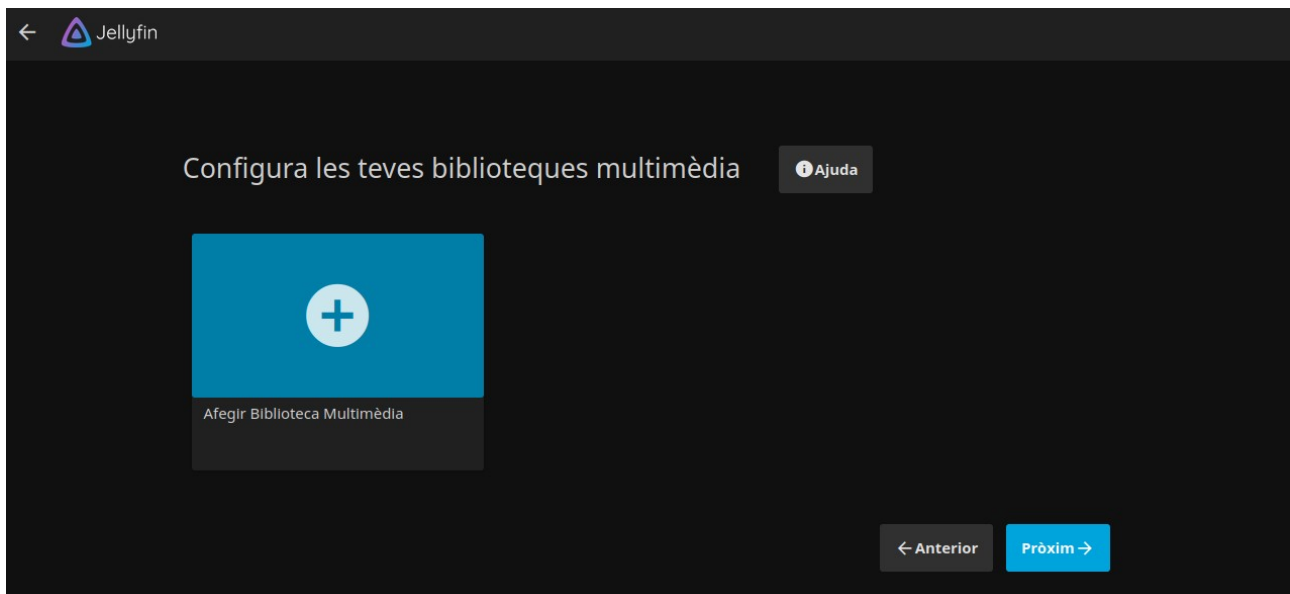 Jellyfin
Configura les teves biblioteques multimèdia
Ajuda
Afegir Biblioteca Multimèdia
Anterior
Pròxim